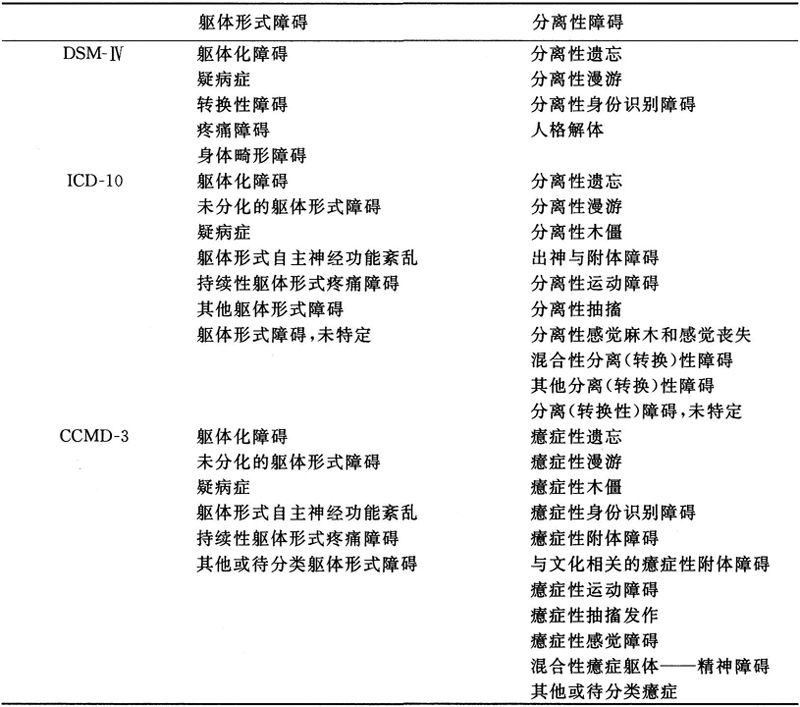 躯体形式障碍 分离性障碍
DSM-Ⅳ 躯体化障碍 分离性遗忘
疑病症 分离性漫游
转换性障碍 分离性身份识别障碍
疼痛障碍 人格解体
身体畸形障碍
ICD-10 躯体化障碍 分离性遗忘
未分化的躯体形式障碍 分离性漫游
疑病症 分离性木僵
躯体形式自主神经功能紊乱 出神与附体障碍
持续性躯体形式疼痛障碍 分离性运动障碍
其他躯体形式障碍 分离性抽搐
躯体形式障碍,未特定 分离性感觉麻木和感觉丧失
混合性分离(转换)性障碍
其他分离(转换)性障碍
分离(转换性)障碍,未特定
CCMD-3 躯体化障碍 癔症性遗忘
未分化的躯体形式障碍 癔症性漫游
疑病症 癔症性木僵
躯体形式自主神经功能紊乱 癔症性身份识别障碍
持续性躯体形式疼痛障碍 癔症性附体障碍
其他或待分类躯体形式障碍 与文化相关的癔症性附体障碍
癔症性运动障碍
癔症性抽搐发作
癔症性感觉障碍
混合性癔症躯体——精神障碍
其他或待分类癔症